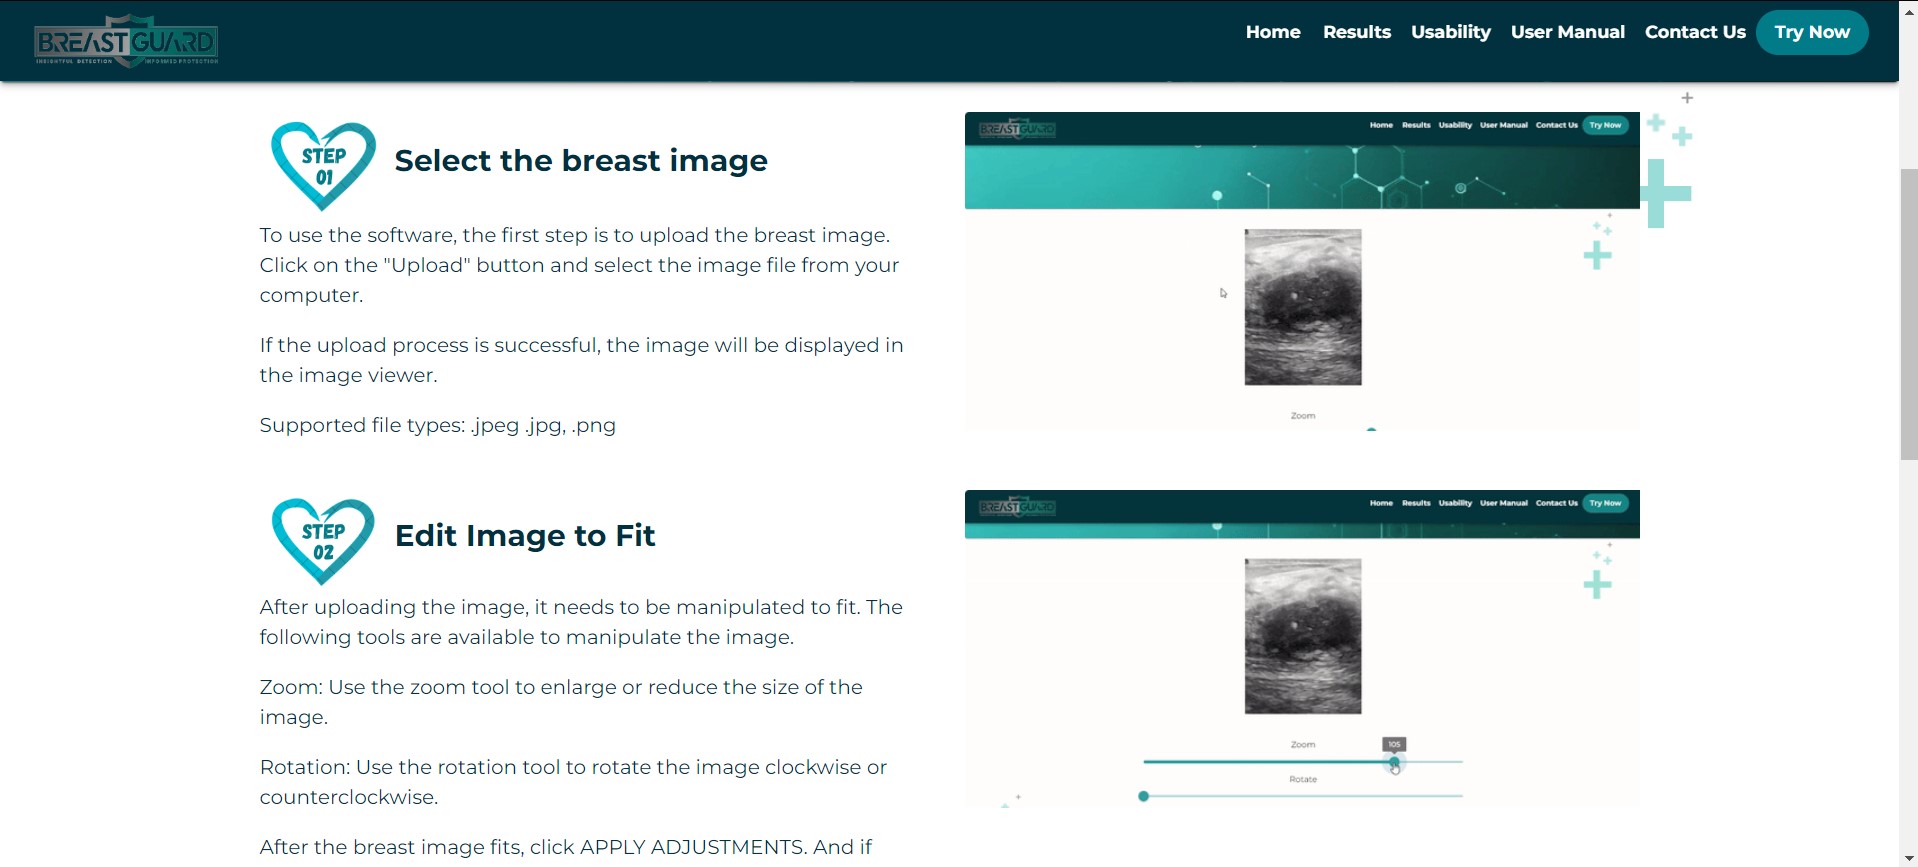 BREAST GUARD
INSIGHTFUL DETECTION INFORMED PROTECTION
Home Results Usability User Manual Contact Us Try Now
STEP
01
Select the breast image
To use the software, the first step is to upload the breast image.
Click on the "Upload" button and select the image file from your
computer.
If the upload process is successful, the image will be displayed in
the image viewer.
Supported file types: .jpeg .jpg, .png
BREAST GUARD
Home Results Usability User Manual Contact Us Try Now
Zoom
STEP
02
Edit Image to Fit
After uploading the image, it needs to be manipulated to fit. The
following tools are available to manipulate the image.
Zoom: Use the zoom tool to enlarge or reduce the size of the
image.
Rotation: Use the rotation tool to rotate the image clockwise or
counterclockwise.
After the breast image fits, click APPLY ADJUSTMENTS. And if
BREAST GUARD
Home Results Usability User Manual Contact Us Try Now
Zoom
105
Rotate